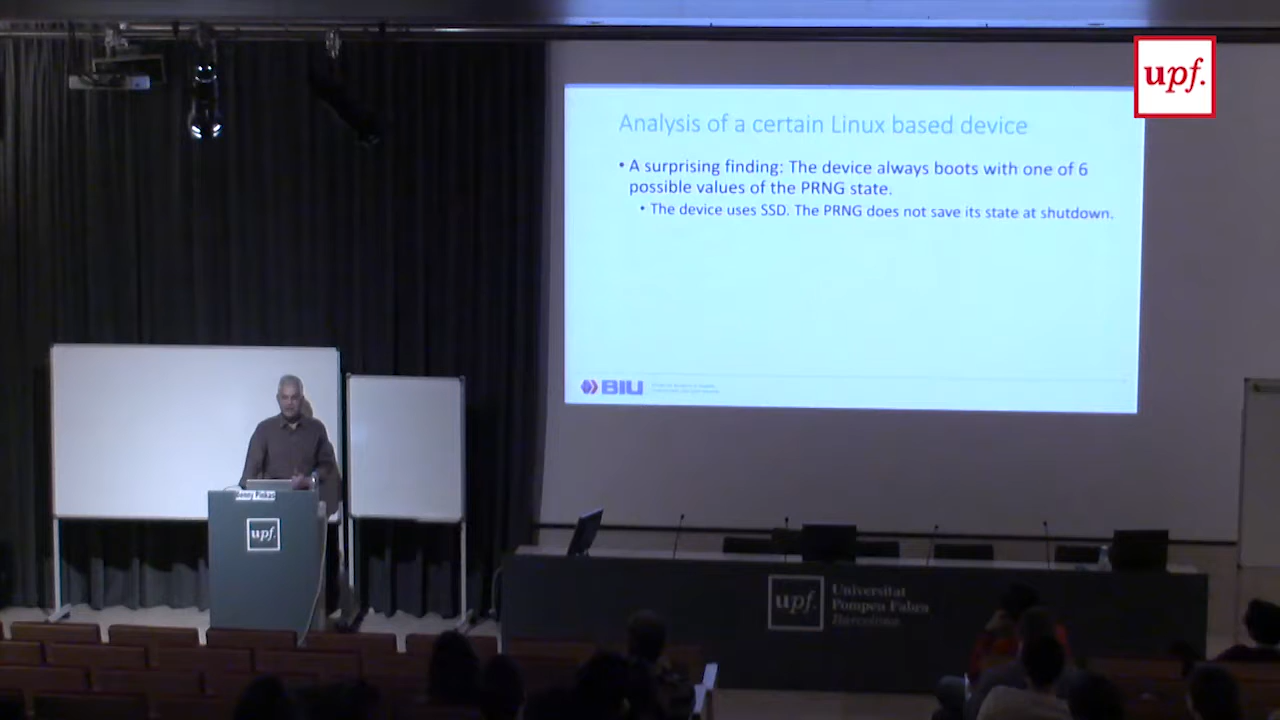 upf.
Analysis of a certain Linux based device
• A surprising finding: The device always boots with one of 6
possible values of the PRNG state.
• The device uses SSD. The PRNG does not save its state at shutdown.
BIU
Benny Pinkas
upf.
upf.
Universitat
Pompeu Fabra
Barcelona